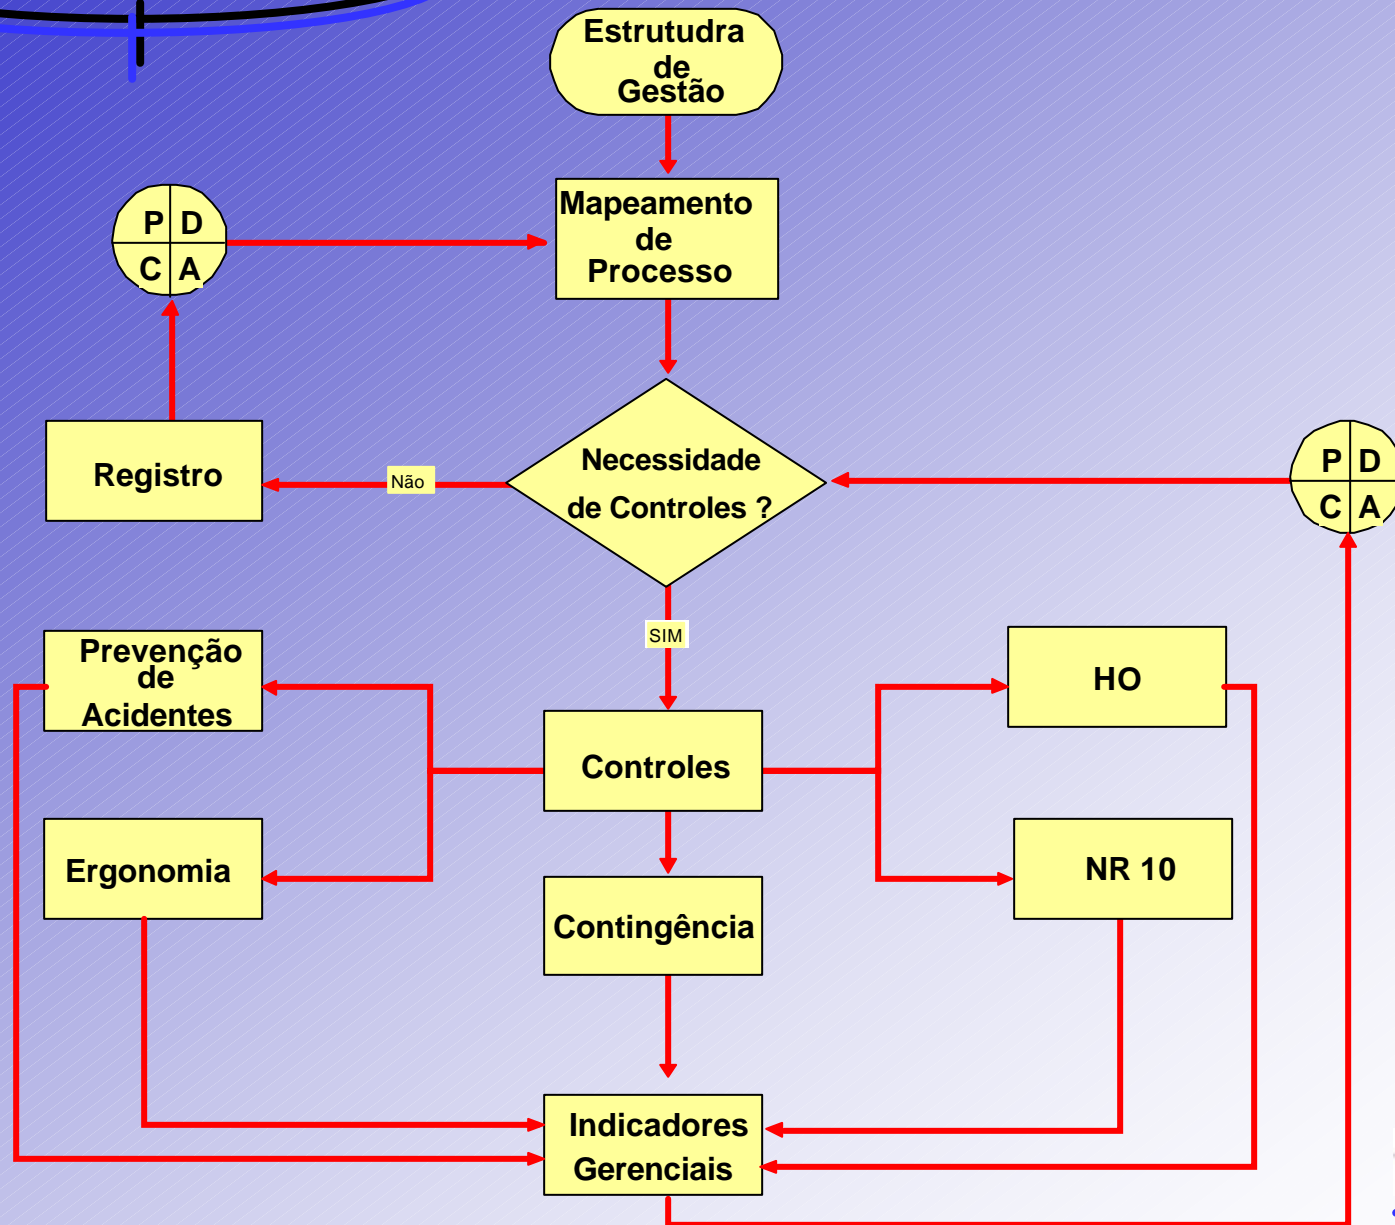 Estrutudra
de
Gestão
Mapeamento
de
Processo
P D
C A
Registro
Não
Necessidade
de Controles ?
P D
C A
SIM
Prevenção
de
Acidentes
HO
Controles
Ergonomia
NR 10
Contingência
Indicadores
Gerenciais